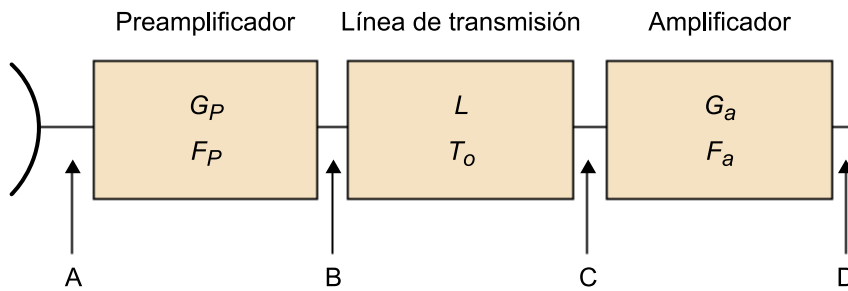 Preamplificador Línea de transmisión Amplificador
G_P L G_a
F_P T_o F_a
A B C D